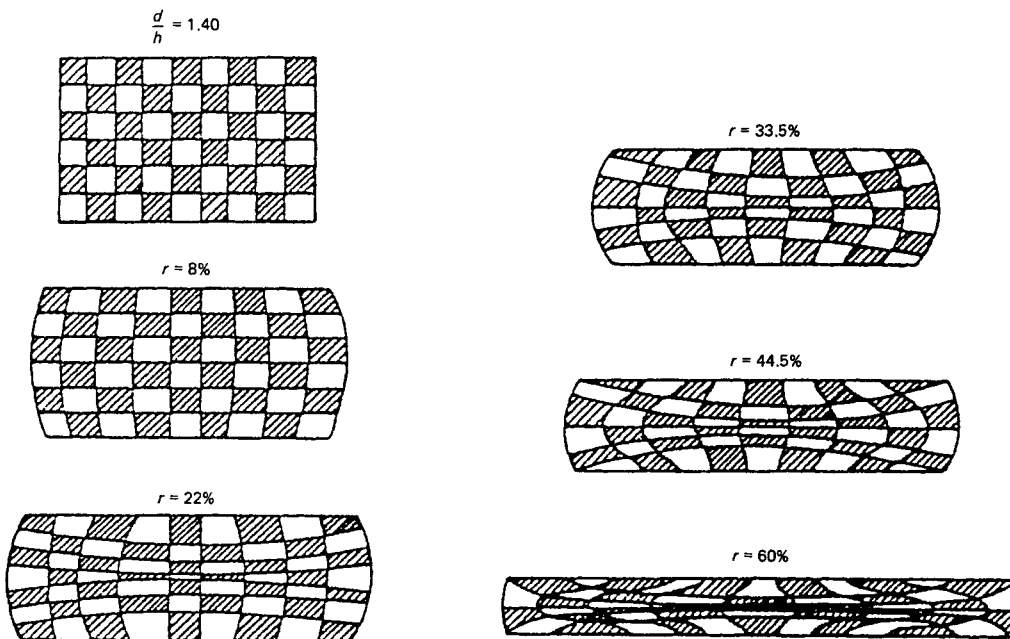 d/h = 1.40
r = 8%
r = 22%
r = 33.5%
r = 44.5%
r = 60%